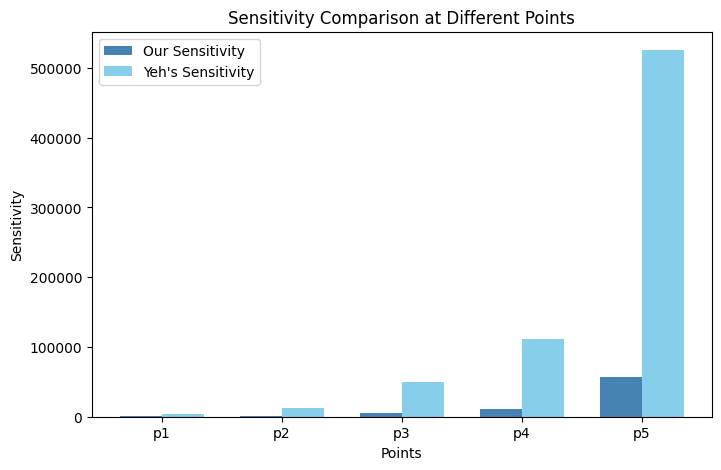 Sensitivity Comparison at Different Points
Our Sensitivity
Yeh's Sensitivity
Sensitivity
500000
400000
300000
200000
100000
0
p1 p2 p3 p4 p5
Points